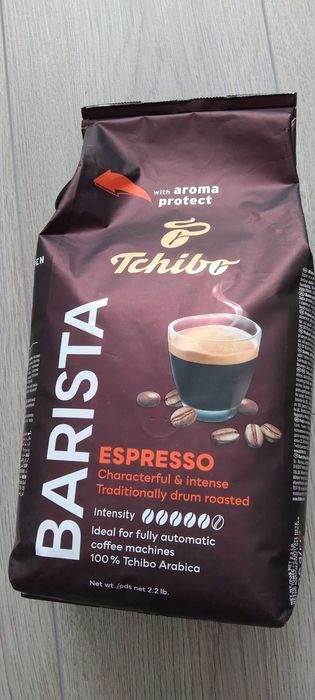 with aroma
protect
Tchibo
BARISTA
ESPRESSO
Characterful & intense
Traditionally drum roasted
Intensity
Ideal for fully automatic
coffee machines
100% Tchibo Arabica
Net wt./pds net 2.2 lb.